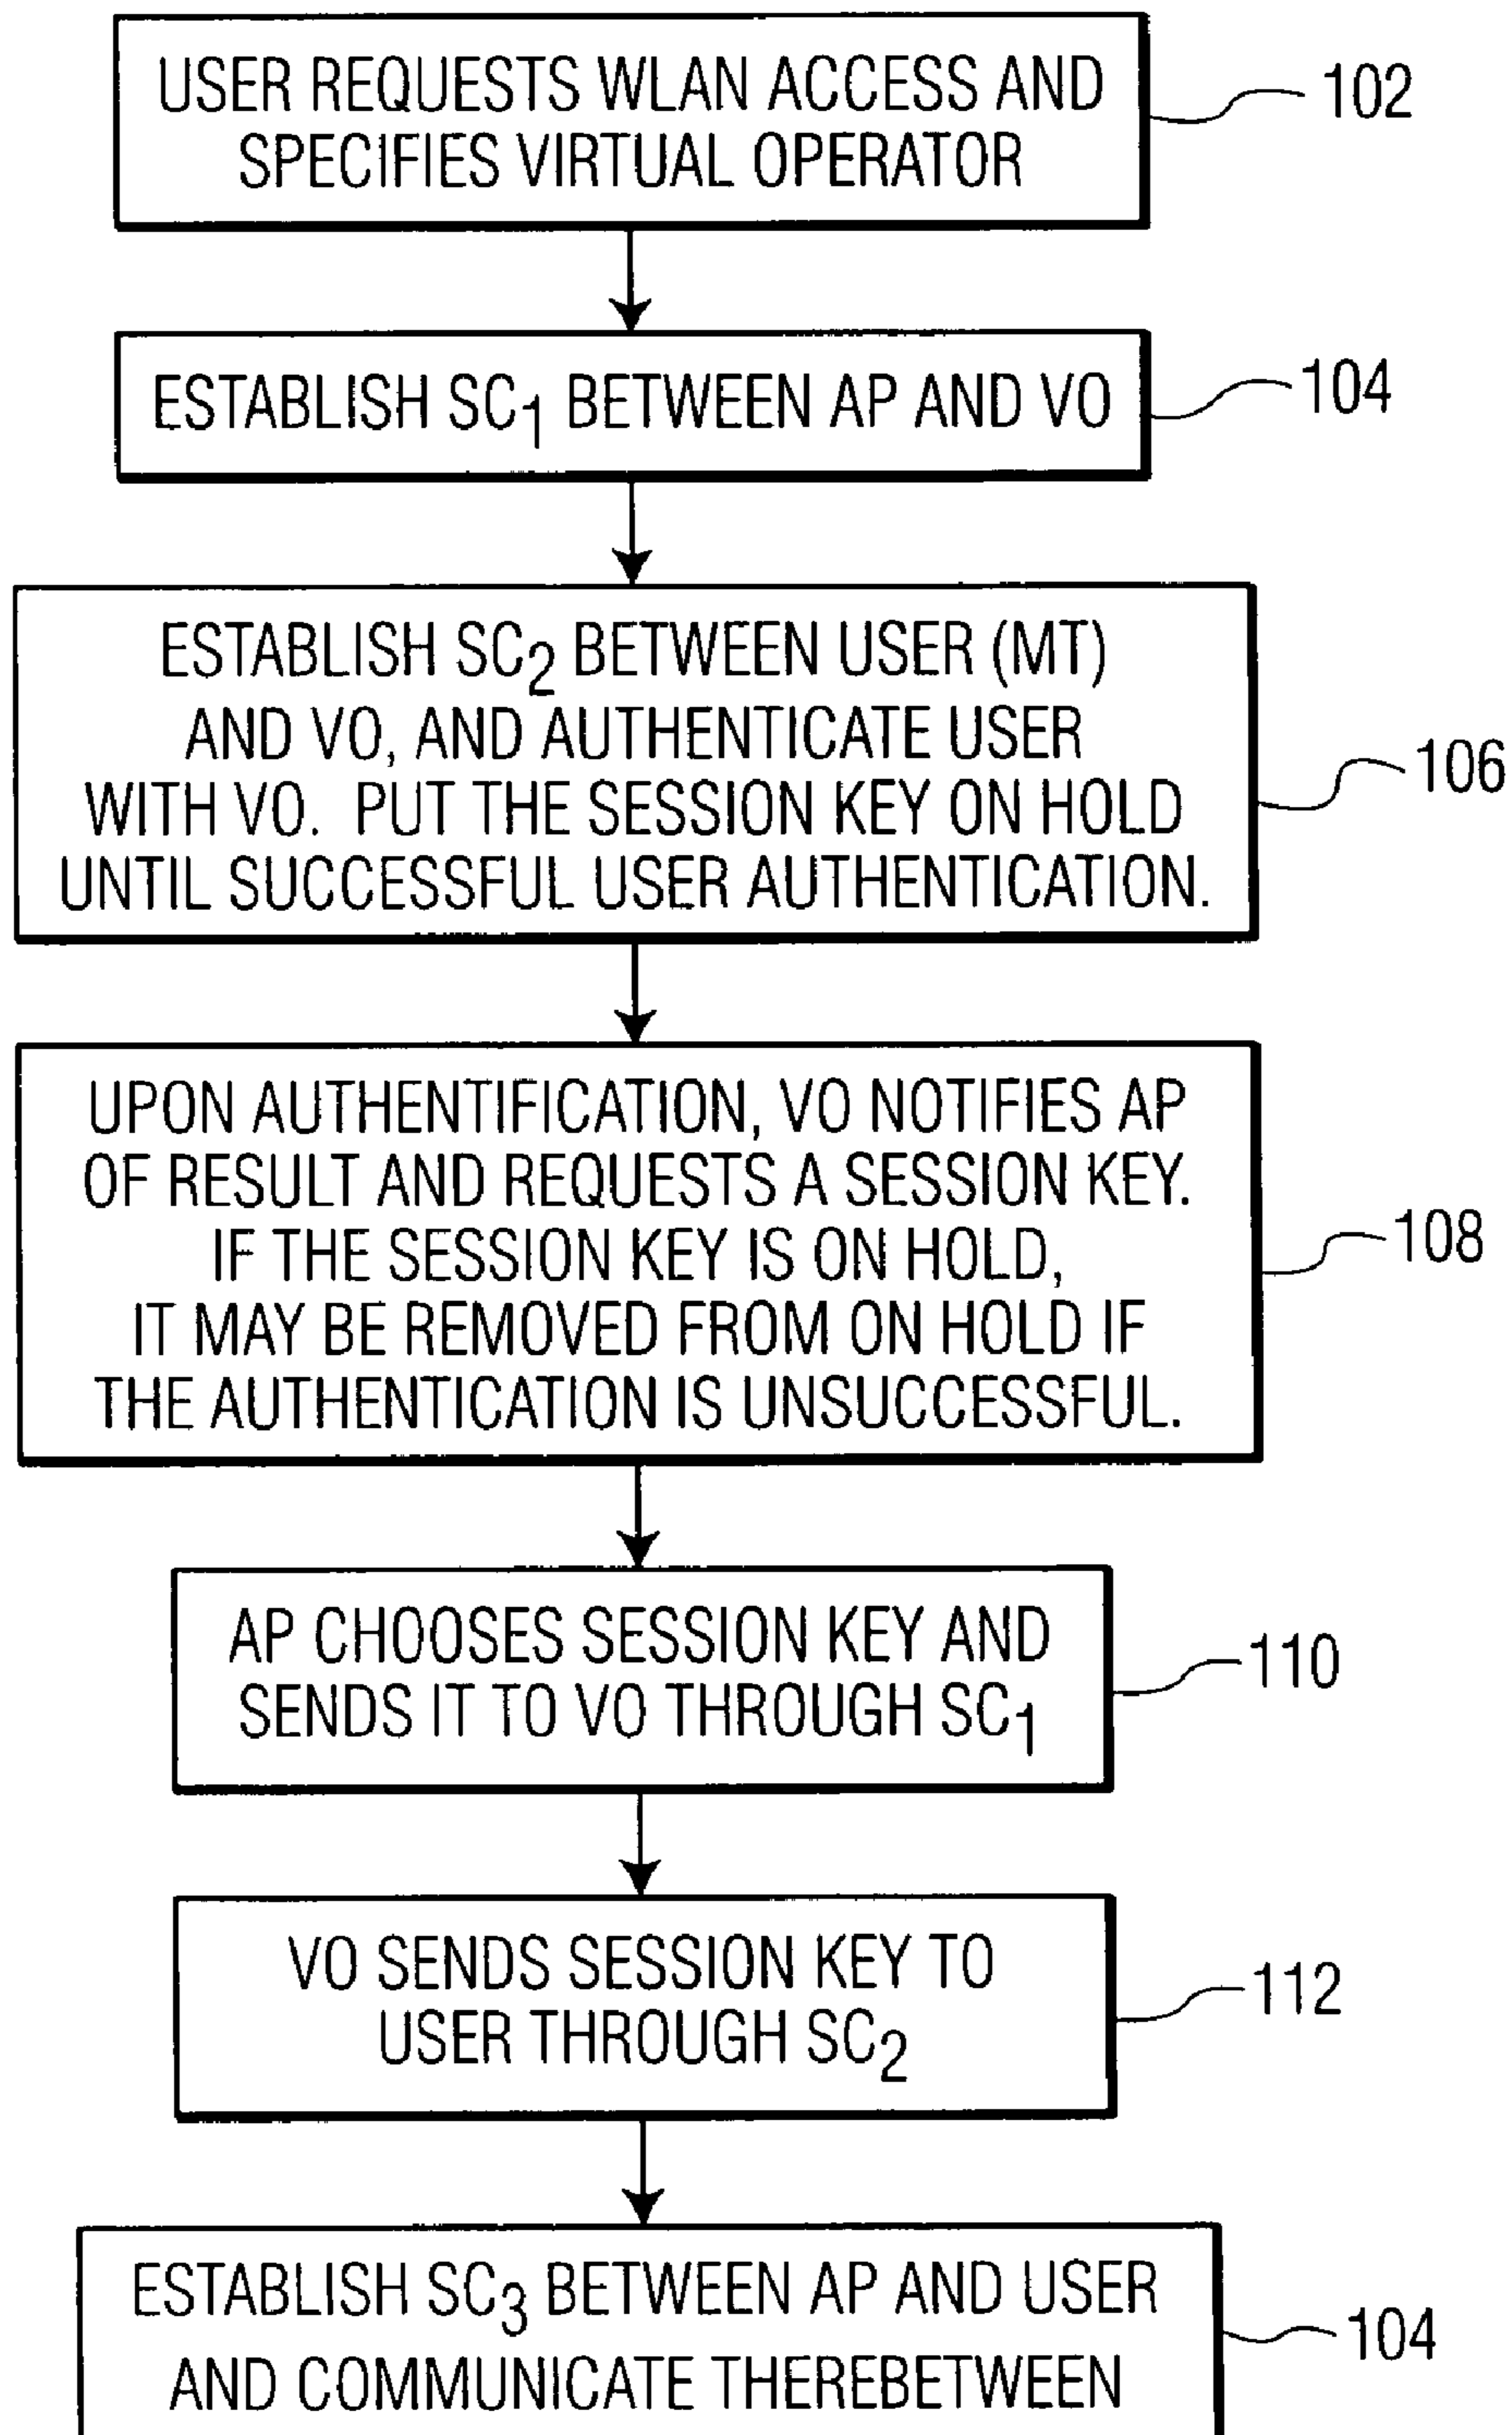 USER REQUESTS WLAN ACCESS AND
SPECIFIES VIRTUAL OPERATOR
102
ESTABLISH SC1 BETWEEN AP AND VO
104
ESTABLISH SC2 BETWEEN USER (MT)
AND VO, AND AUTHENTICATE USER
WITH VO. PUT THE SESSION KEY ON HOLD
UNTIL SUCCESSFUL USER AUTHENTICATION.
106
UPON AUTHENTIFICATION, VO NOTIFIES AP
OF RESULT AND REQUESTS A SESSION KEY.
IF THE SESSION KEY IS ON HOLD,
IT MAY BE REMOVED FROM ON HOLD IF
THE AUTHENTICATION IS UNSUCCESSFUL.
108
AP CHOOSES SESSION KEY AND
SENDS IT TO VO THROUGH SC1
110
VO SENDS SESSION KEY TO
USER THROUGH SC2
112
ESTABLISH SC3 BETWEEN AP AND USER
AND COMMUNICATE THEREBETWEEN
104